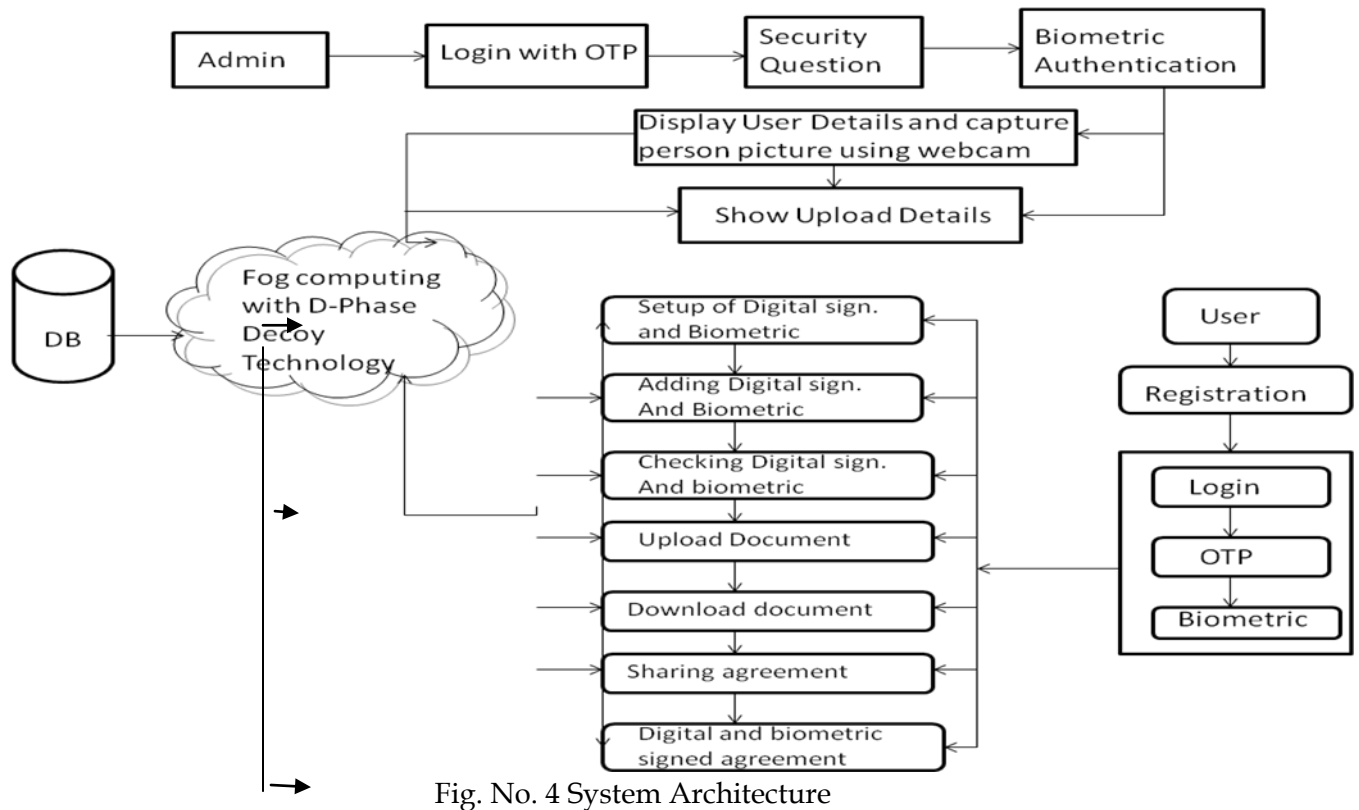 Admin
Login with OTP
Security
Question
Biometric
Authentication
Display User Details and capture
person picture using webcam
Show Upload Details
DB
Fog computing
with D-Phase
Decoy
Technology
Setup of Digital sign.
and Biometric
Adding Digital sign.
And Biometric
Checking Digital sign.
And biometric
Upload Document
Download document
Sharing agreement
Digital and biometric
signed agreement
User
Registration
Login
OTP
Biometric
Fig. No. 4 System Architecture